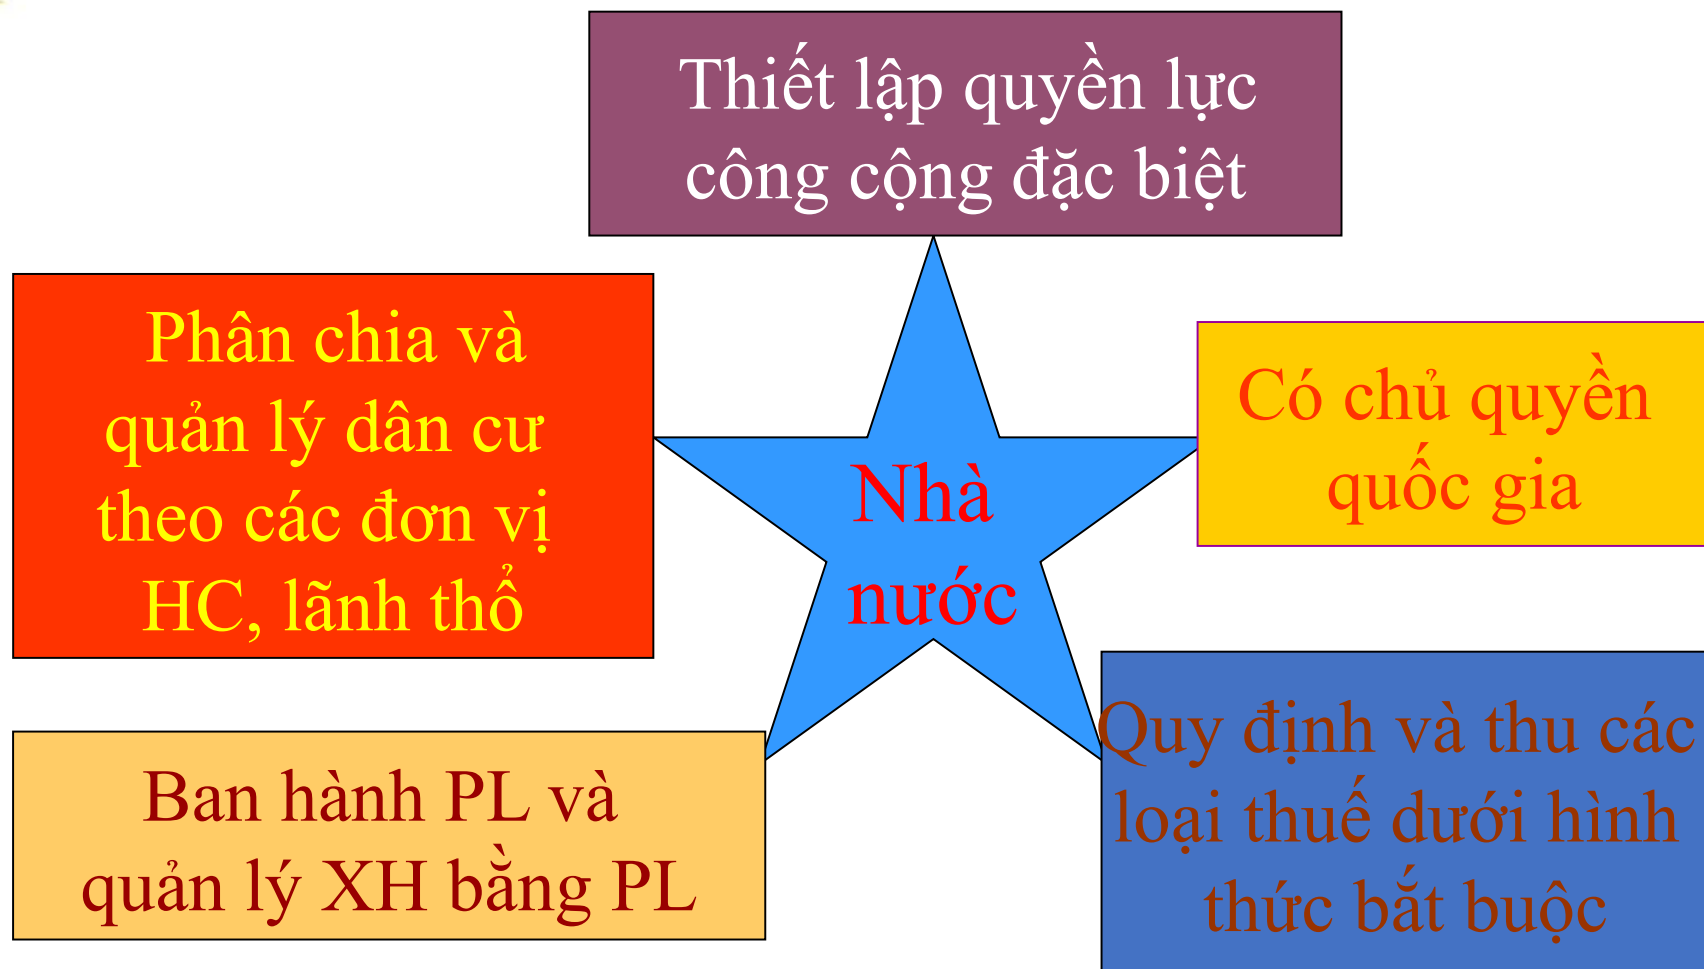 Thiết lập quyền lực
công cộng đặc biệt
Phân chia và
quản lý dân cư
theo các đơn vị
HC, lãnh thổ
Có chủ quyền
quốc gia
Nhà
nước
Ban hành PL và
quản lý XH bằng PL
Quy định và thu các
loại thuế dưới hình
thức bắt buộc